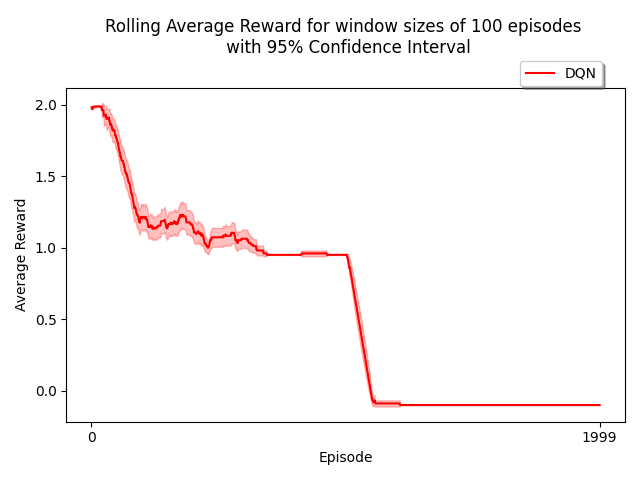 Rolling Average Reward for window sizes of 100 episodes
with 95% Confidence Interval
DQN
2.0
1.5
1.0
0.5
0.0
Average Reward
0
1999
Episode